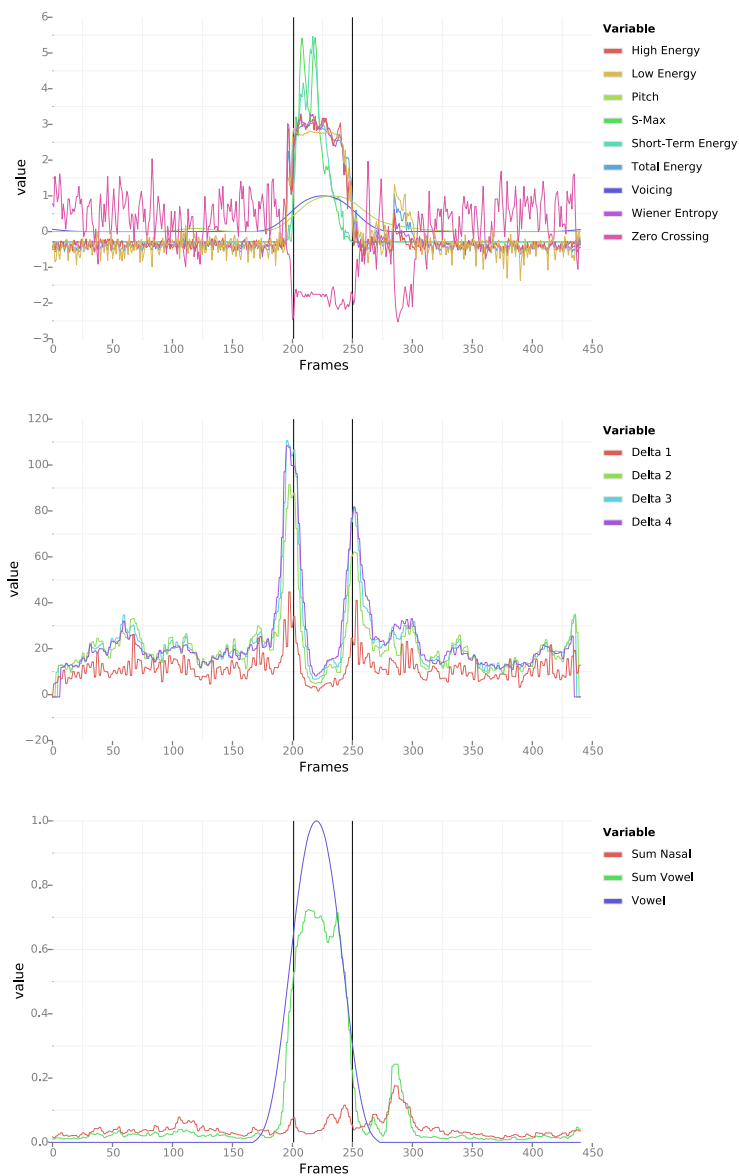 6
5
4
3
2
1
0
−1
−2
−3
value
0 50 100 150 200 250 300 350 400 450
Frames
Variable
High Energy
Low Energy
Pitch
S-Max
Short-Term Energy
Total Energy
Voicing
Wiener Entropy
Zero Crossing
120
100
80
60
40
20
0
−20
value
0 50 100 150 200 250 300 350 400 450
Frames
Variable
Delta 1
Delta 2
Delta 3
Delta 4
1.0
0.8
0.6
0.4
0.2
0.0
value
0 50 100 150 200 250 300 350 400 450
Frames
Variable
Sum Nasal
Sum Vowel
Vowel